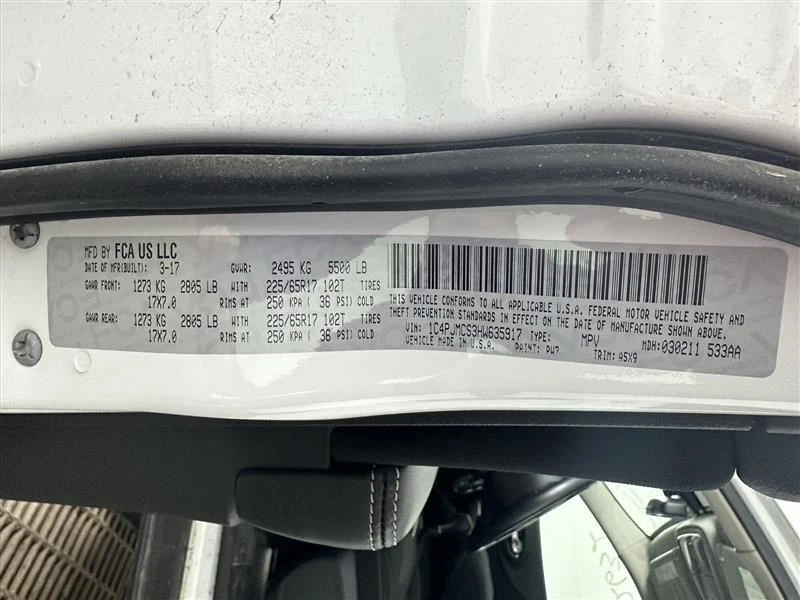 MFD BY FCA US LLC
DATE OF MFR(BUILT): 3-17 GVWR: 2495 KG 5500 LB
GAWR FRONT: 1273 KG 2805 LB WITH 225/65R17 102T TIRES
17X7.0 RIMS AT 250 KPA ( 36 PSI) COLD
GAWR REAR: 1273 KG 2805 LB WITH 225/65R17 102T TIRES
17X7.0 RIMS AT 250 KPA ( 36 PSI) COLD
THIS VEHICLE CONFORMS TO ALL APPLICABLE U.S.A. FEDERAL MOTOR VEHICLE SAFETY AND
THEFT PREVENTION STANDARDS IN EFFECT ON THE DATE OF MANUFACTURE SHOWN ABOVE.
VIN: 1C4PJMCS3HW635917 TYPE: MPV MDH: 030211 533AA
VEHICLE MADE IN U.S.A. PAINT: PW7 TRIM: A5X9